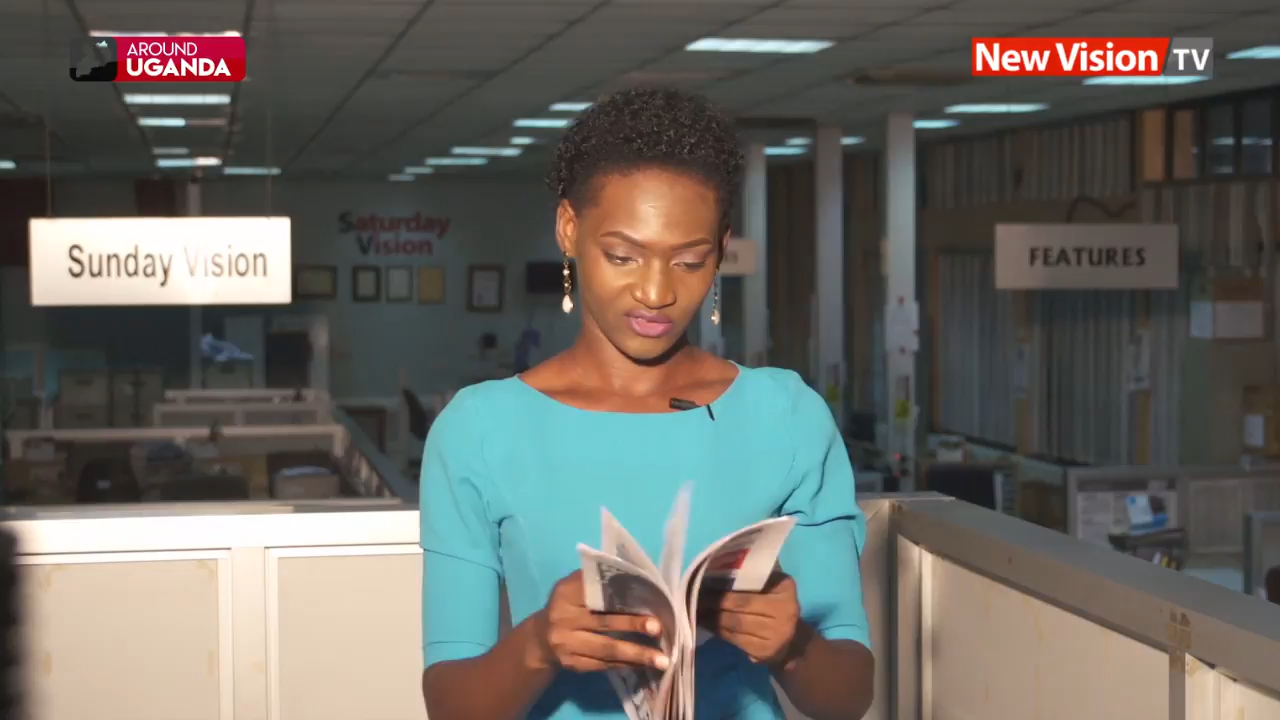 AROUND
UGANDA
New Vision TV
Saturday
Vision
Sunday Vision
FEATURES